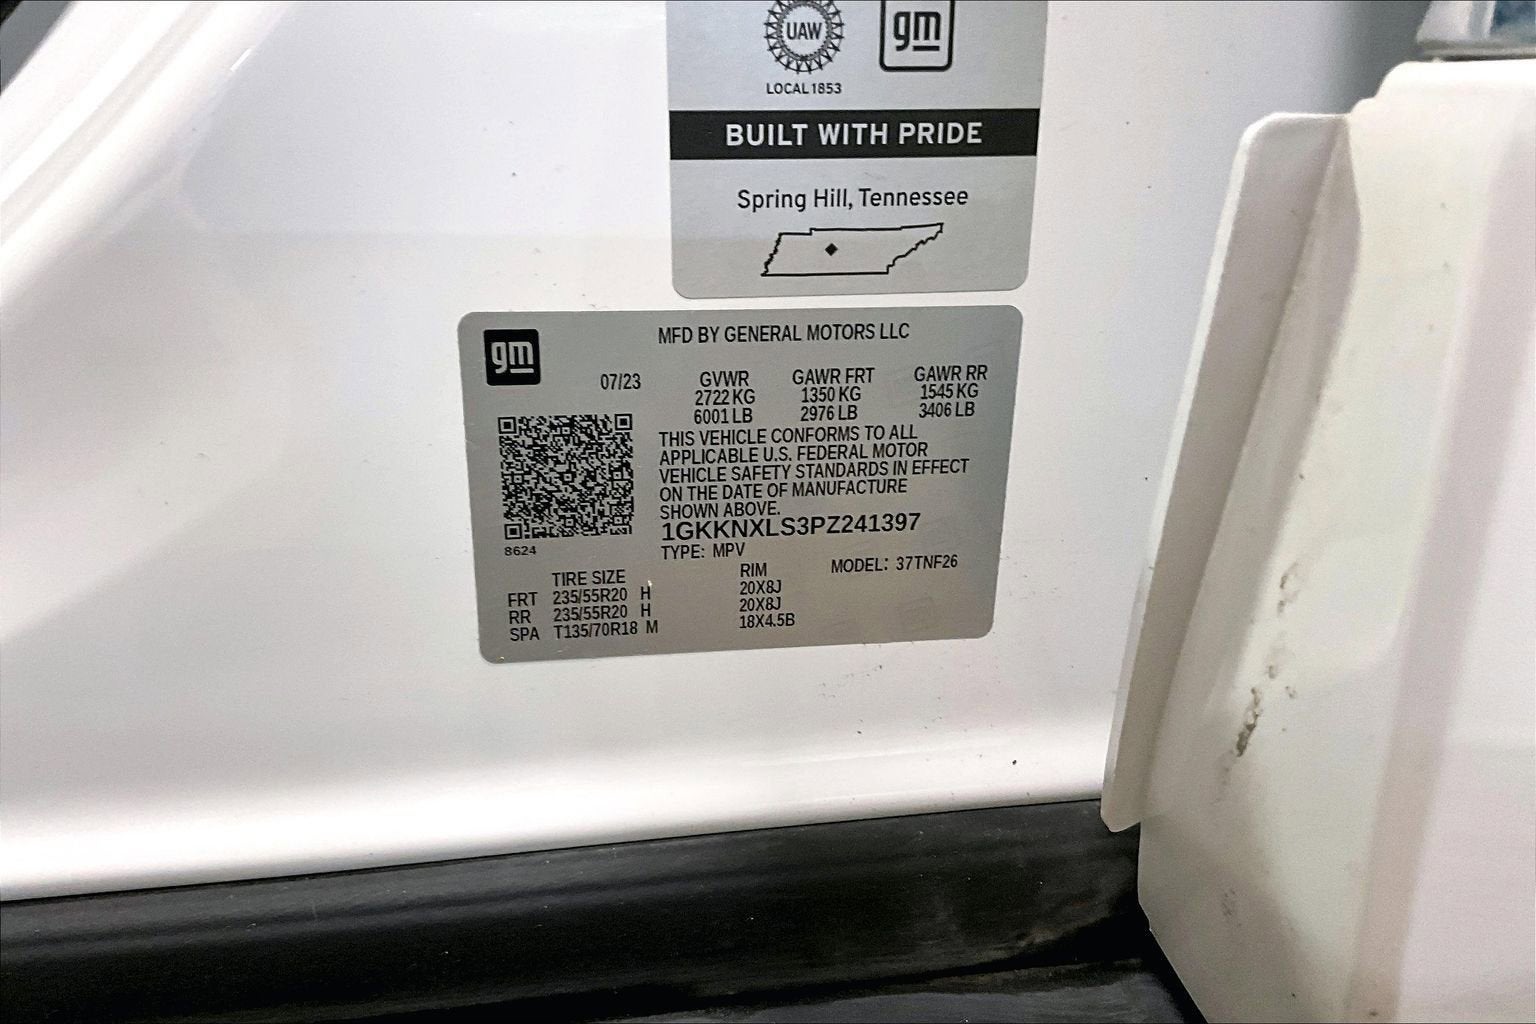 UAW
gm
LOCAL 1853
BUILT WITH PRIDE
Spring Hill, Tennessee
gm
MFD BY GENERAL MOTORS LLC
07/23
GVWR GAWR FRT GAWR RR
2722 KG 1350 KG 1545 KG
6001 LB 2976 LB 3406 LB
THIS VEHICLE CONFORMS TO ALL
APPLICABLE U.S. FEDERAL MOTOR
VEHICLE SAFETY STANDARDS IN EFFECT
ON THE DATE OF MANUFACTURE
SHOWN ABOVE.
1GKKNXLS3PZ241397
8624
TYPE: MPV MODEL: 37TNF26
TIRE SIZE RIM
FRT 235/55R20 H 20X8J
RR 235/55R20 H 20X8J
SPA T135/70R18 M 18X4.5B